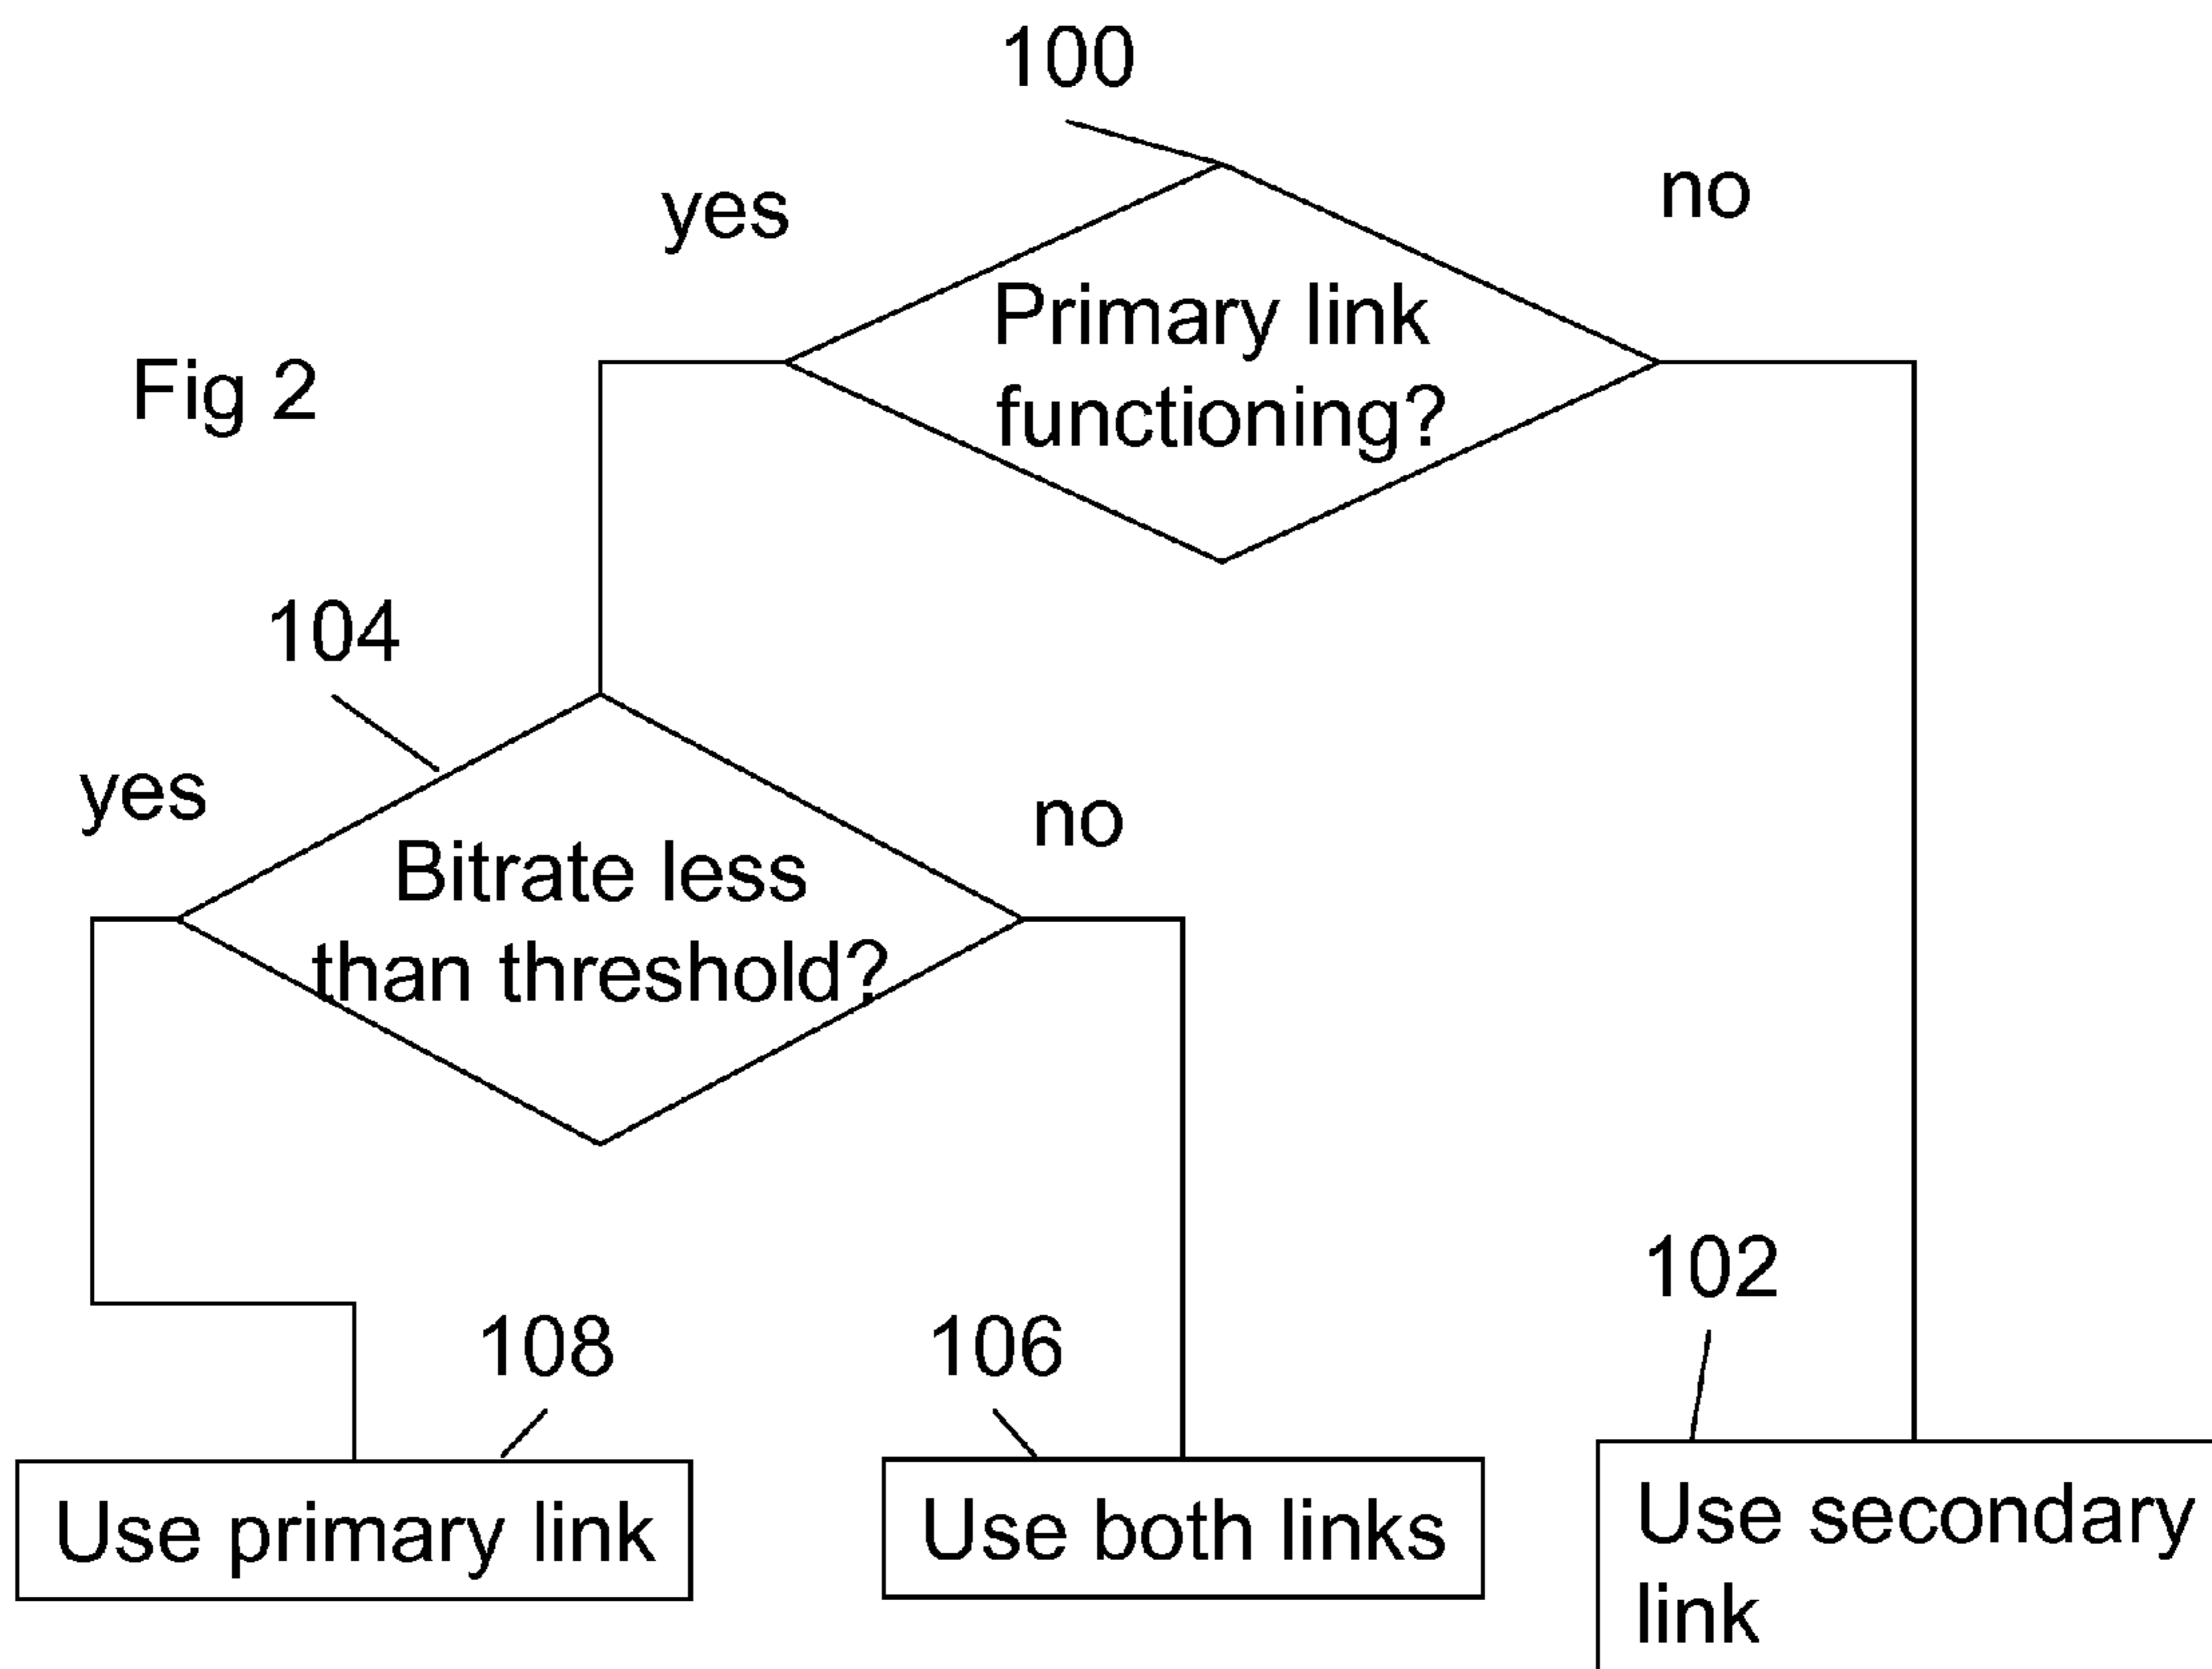 100
yes
no
Primary link
functioning?
Fig 2
104
yes
no
Bitrate less
than threshold?
102
108
106
Use primary link
Use both links
Use secondary
link